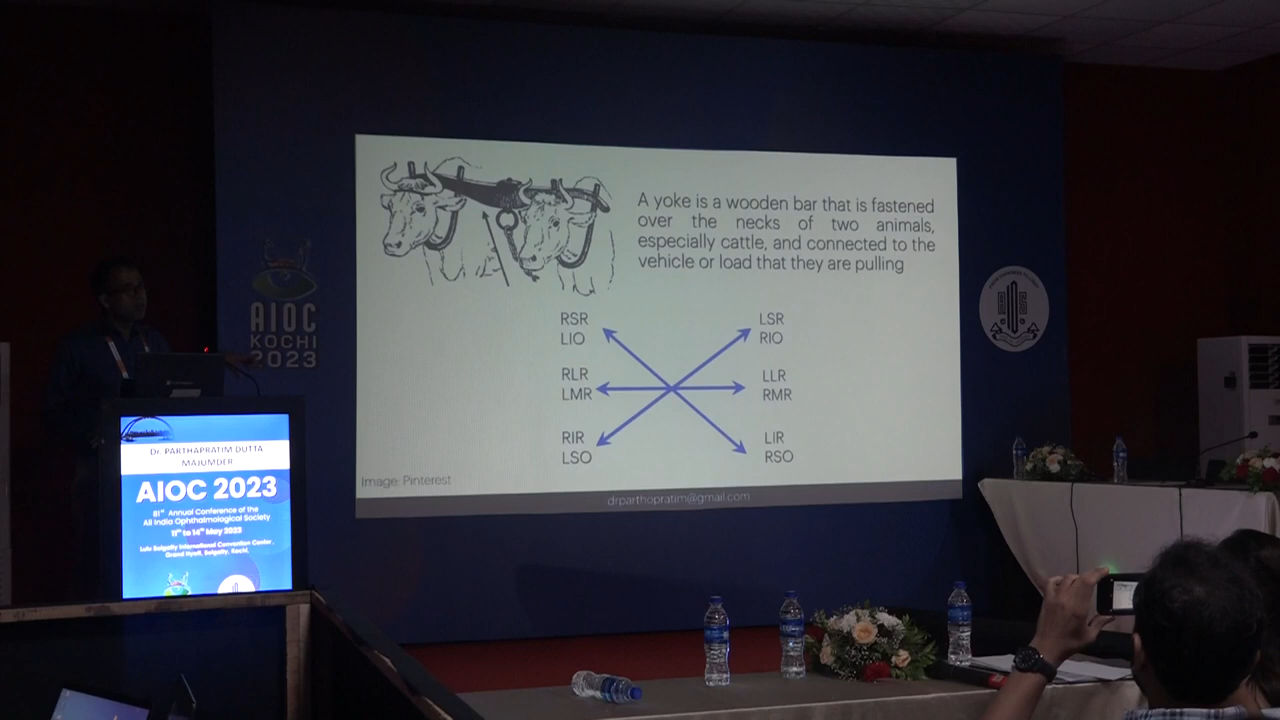 A yoke is a wooden bar that is fastened
over the necks of two animals,
especially cattle, and connected to the
vehicle or load that they are pulling
RSR
LIO
LSR
RIO
RLR
LMR
LLR
RMR
RIR
LSO
LIR
RSO
Image: Pinterest
drparthopratim@gmail.com
AIOC
KOCHI
2023
Dr. PARTHAPRATIM DUTTA
MAJUMDER
AIOC 2023
81st Annual Conference of the
All India Ophthalmological Society
11th to 14th May 2023
Lulu Bolgatty International Convention Center,
Grand Hyatt, Bolgatty, Kochi.